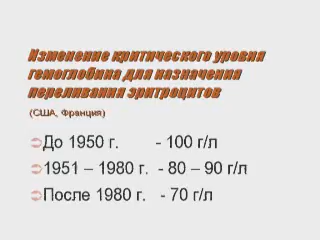 Изменение критического уровня
гемоглобина для назначения
переливания эритроцитов
(США, Франция)
До 1950 г. - 100 г/л
1951 – 1980 г. - 80 – 90 г/л
После 1980 г. - 70 г/л